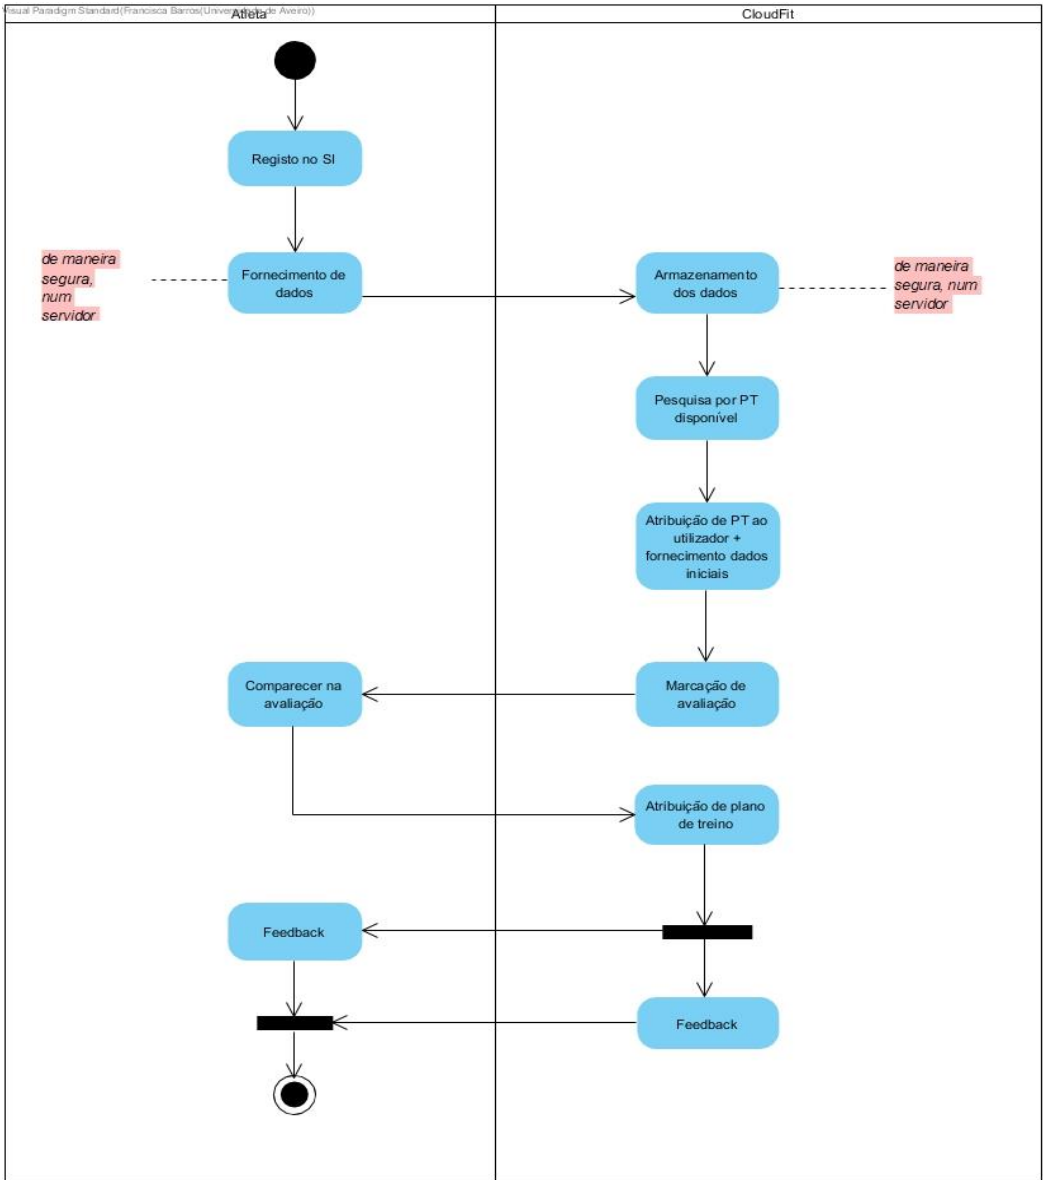 Visual Paradigm Standard(Francisca Barros(Universidade de Aveiro))
Atleta
CloudFit
Registo no SI
de maneira
segura,
num
servidor
Fornecimento de
dados
Armazenamento
dos dados
de maneira
segura, num
servidor
Pesquisa por PT
disponível
Atribuição de PT ao
utilizador +
fornecimento dados
iniciais
Comparecer na
avaliação
Marcação de
avaliação
Atribuição de plano
de treino
Feedback
Feedback